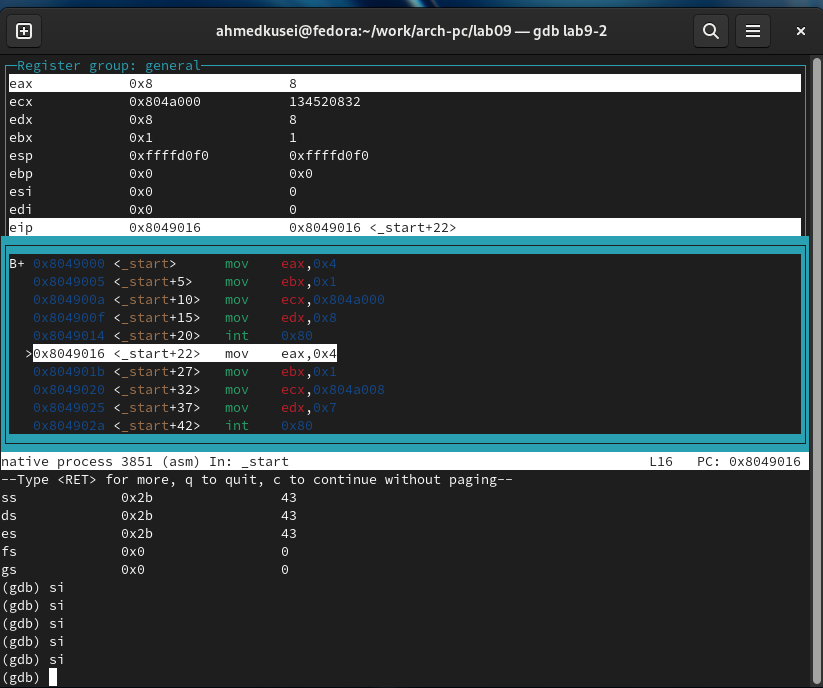 ahmedkusei@fedora:~/work/arch-pc/lab09 — gdb lab9-2
Register group: general
eax 0x8 8
ecx 0x804a000 134520832
edx 0x8 8
ebx 0x1 1
esp 0xffffd0f0 0xffffd0f0
ebp 0x0 0x0
esi 0x0 0
edi 0x0 0
eip 0x8049016 0x8049016 <_start+22>
B+ 0x8049000 <_start> mov eax,0x4
0x8049005 <_start+5> mov ebx,0x1
0x804900a <_start+10> mov ecx,0x804a000
0x804900f <_start+15> mov edx,0x8
0x8049014 <_start+20> int 0x80
>0x8049016 <_start+22> mov eax,0x4
0x804901b <_start+27> mov ebx,0x1
0x8049020 <_start+32> mov ecx,0x804a008
0x8049025 <_start+37> mov edx,0x7
0x804902a <_start+42> int 0x80
native process 3851 (asm) In: _start L16 PC: 0x8049016
--Type <RET> for more, q to quit, c to continue without paging--
ss 0x2b 43
ds 0x2b 43
es 0x2b 43
fs 0x0 0
gs 0x0 0
(gdb) si
(gdb) si
(gdb) si
(gdb) si
(gdb) si
(gdb)